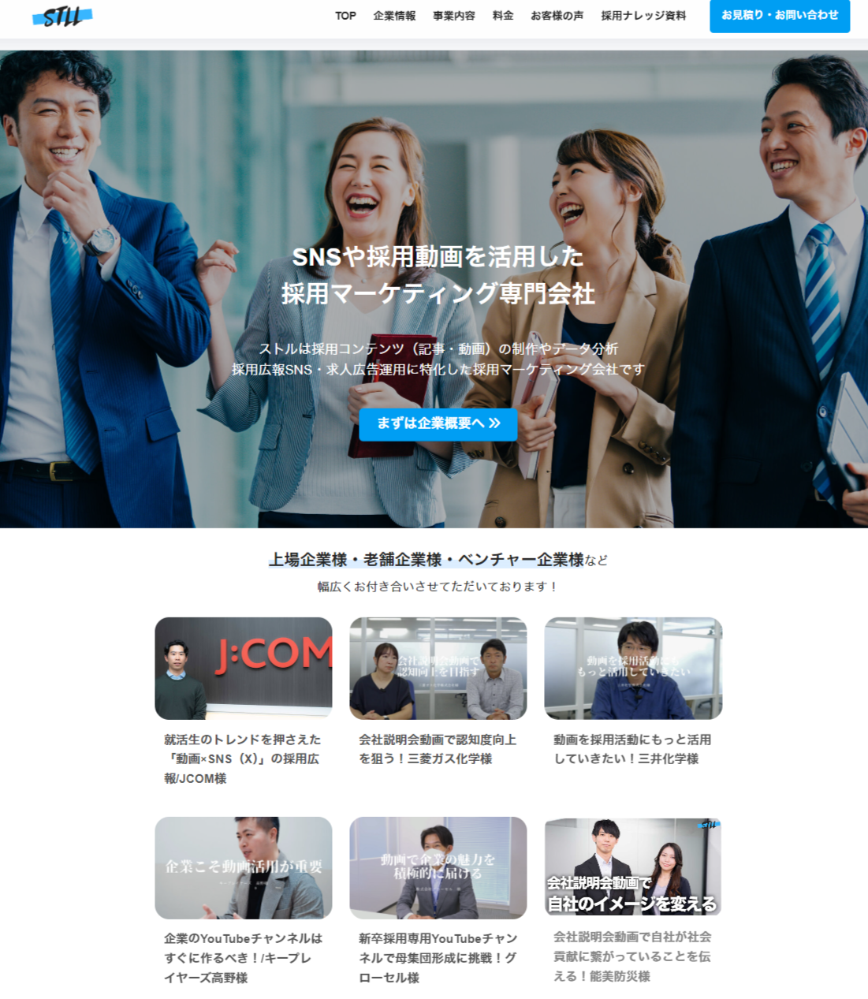 STLL
TOP 企業情報 事業内容 料金 お客様の声 採用ナレッジ資料 お見積り・お問い合わせ
SNSや採用動画を活用した
採用マーケティング専門会社
ストルは採用コンテンツ（記事・動画）の制作やデータ分析
採用広報SNS・求人広告運用に特化した採用マーケティング会社です
まずは企業概要へ »
上場企業様・老舗企業様・ベンチャー企業様など
幅広くお付き合いさせてただいております！
J:COM
会社説明会動画で
認知向上を目指す
動画を採用活動にも
もっと活用していきたい
就活生のトレンドを押さえた
「動画×SNS（X）」の採用広
報/JCOM様
会社説明会動画で認知度向上
を狙う！三菱ガス化学様
動画を採用活動にもっと活用
していきたい！三井化学様
企業こそ動画活用が重要
動画で企業の魅力を
積極的に届ける
STLL
会社説明会動画で
自社のイメージを変える
企業のYouTubeチャンネルは
すぐに作るべき！/キープレ
イヤーズ高野様
新卒採用専用YouTubeチャン
ネルで母集団形成に挑戦！グ
ローセル様
会社説明会動画で自社が社会
貢献に繋がっていることを伝
える！能美防災様